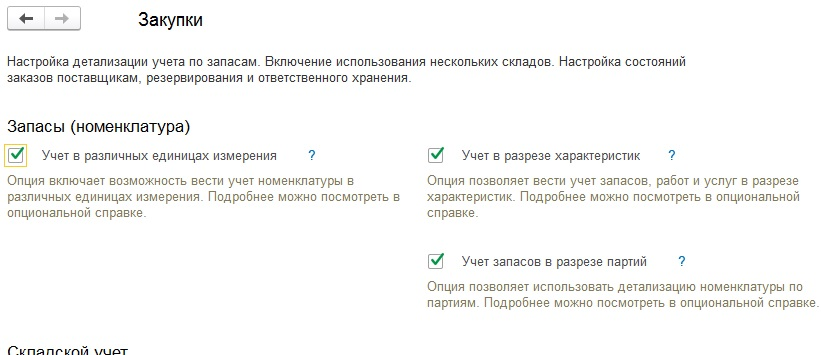 Закупки
Настройка детализации учета по запасам. Включение использования нескольких складов. Настройка состояний
заказов поставщикам, резервирования и ответственного хранения.
Запасы (номенклатура)
Учет в различных единицах измерения ?
Опция включает возможность вести учет номенклатуры в
различных единицах измерения. Подробнее можно посмотреть в
опциональной справке.
Учет в разрезе характеристик ?
Опция позволяет вести учет запасов, работ и услуг в разрезе
характеристик. Подробнее можно посмотреть в опциональной
справке.
Учет запасов в разрезе партий ?
Опция позволяет использовать детализацию номенклатуры по
партиям. Подробнее можно посмотреть в опциональной справке.
Складской учет